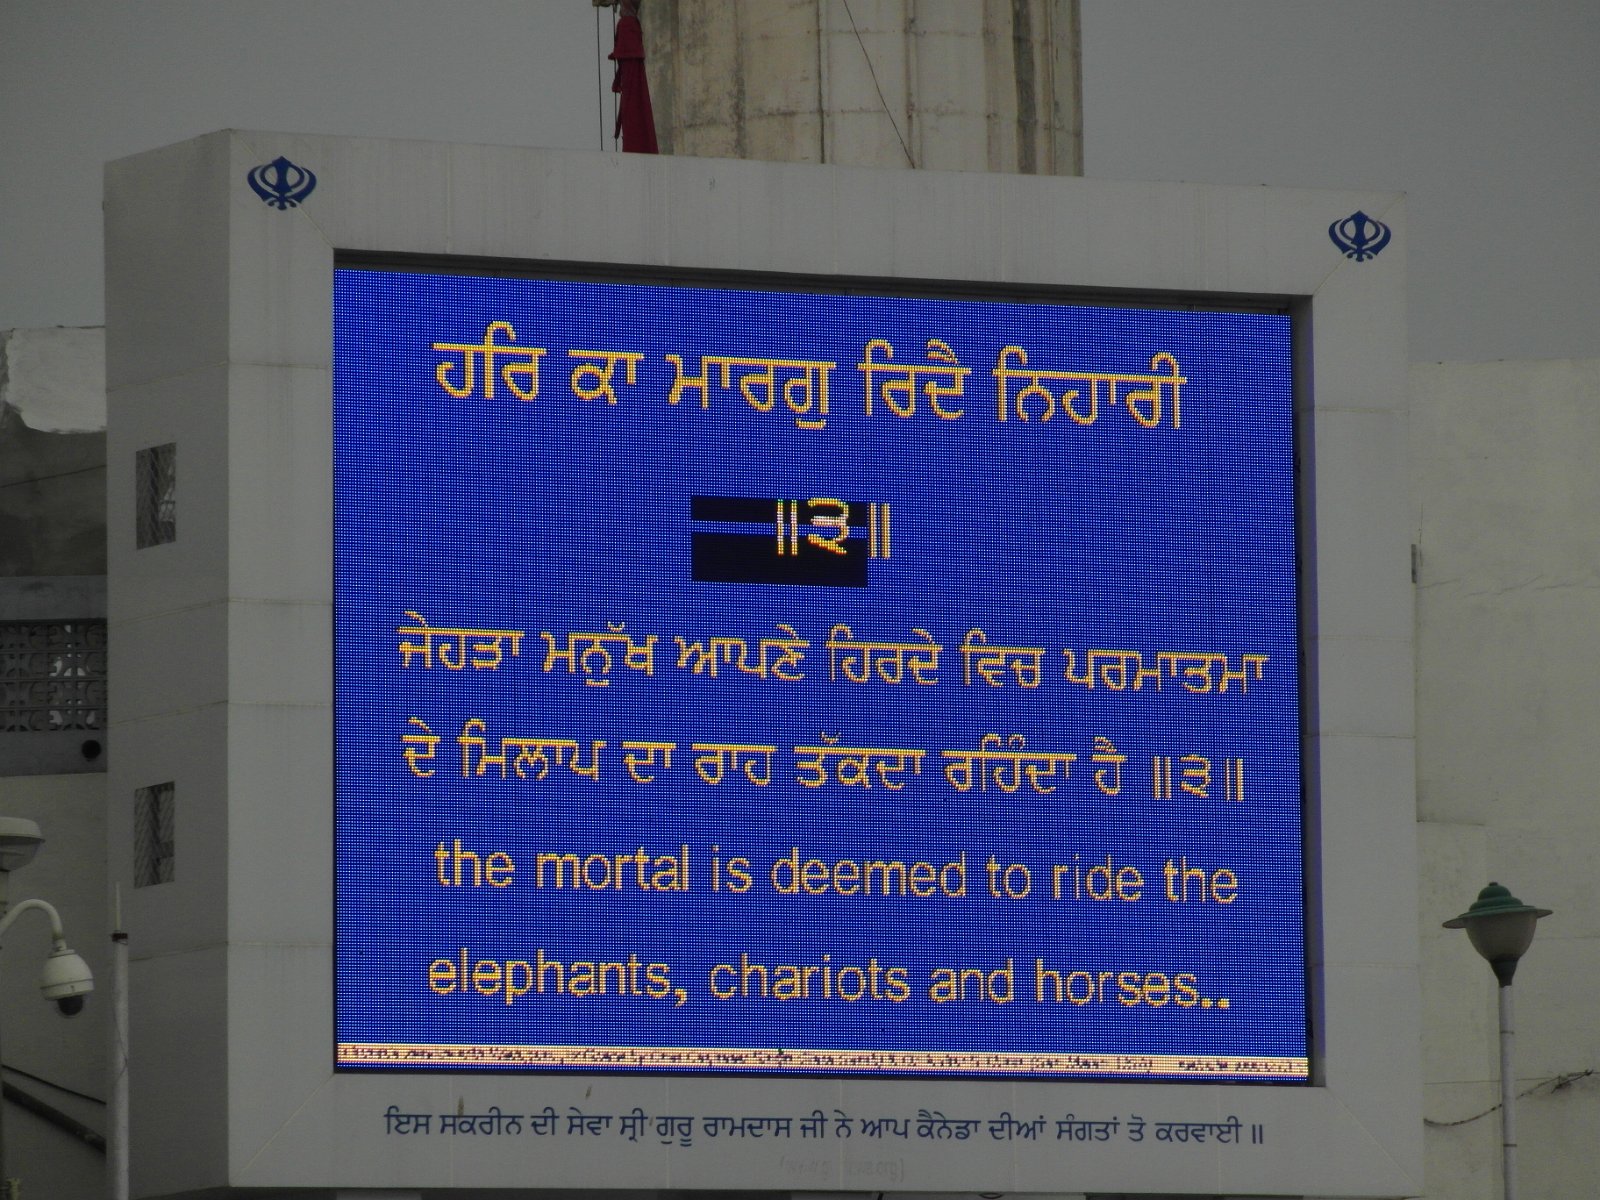 ਹਰਿ ਕਾ ਮਾਰਗੁ ਰਿਦੈ ਨਿਹਾਰੀ
॥੩॥
ਜੇਹੜਾ ਮਨੁੱਖ ਆਪਣੇ ਹਿਰਦੇ ਵਿਚ ਪਰਮਾਤਮਾ
ਦੇ ਮਿਲਾਪ ਦਾ ਰਾਹ ਤੱਕਦਾ ਰਹਿੰਦਾ ਹੈ ॥੩॥
the mortal is deemed to ride the
elephants, chariots and horses..
ਇਸ ਸਕਰੀਨ ਦੀ ਸੇਵਾ ਸ੍ਰੀ ਗੁਰੂ ਰਾਮਦਾਸ ਜੀ ਨੇ ਆਪ ਕੈਨੇਡਾ ਦੀਆਂ ਸੰਗਤਾਂ ਤੋ ਕਰਵਾਈ ॥